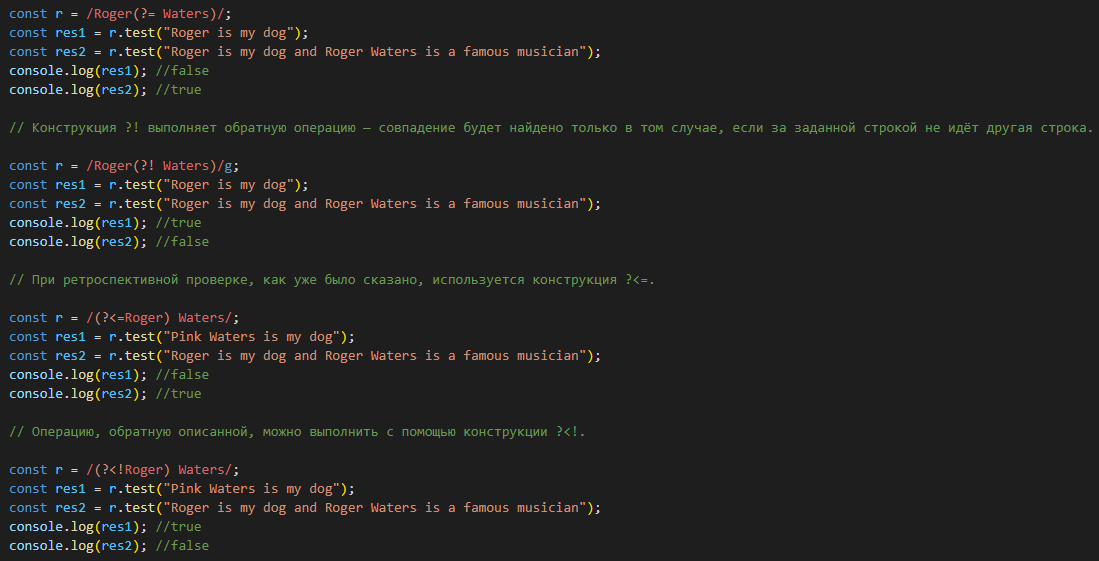 const r = /Roger(?= Waters)/;
const res1 = r.test("Roger is my dog");
const res2 = r.test("Roger is my dog and Roger Waters is a famous musician");
console.log(res1); //false
console.log(res2); //true
// Конструкция ?! выполняет обратную операцию — совпадение будет найдено только в том случае, если за заданной строкой не идёт другая строка.
const r = /Roger(?! Waters)/g;
const res1 = r.test("Roger is my dog");
const res2 = r.test("Roger is my dog and Roger Waters is a famous musician");
console.log(res1); //true
console.log(res2); //false
// При ретроспективной проверке, как уже было сказано, используется конструкция ?<=.
const r = /(?<=Roger) Waters/;
const res1 = r.test("Pink Waters is my dog");
const res2 = r.test("Roger is my dog and Roger Waters is a famous musician");
console.log(res1); //false
console.log(res2); //true
// Операцию, обратную описанной, можно выполнить с помощью конструкции ?<!.
const r = /(?<!Roger) Waters/;
const res1 = r.test("Pink Waters is my dog");
const res2 = r.test("Roger is my dog and Roger Waters is a famous musician");
console.log(res1); //true
console.log(res2); //false